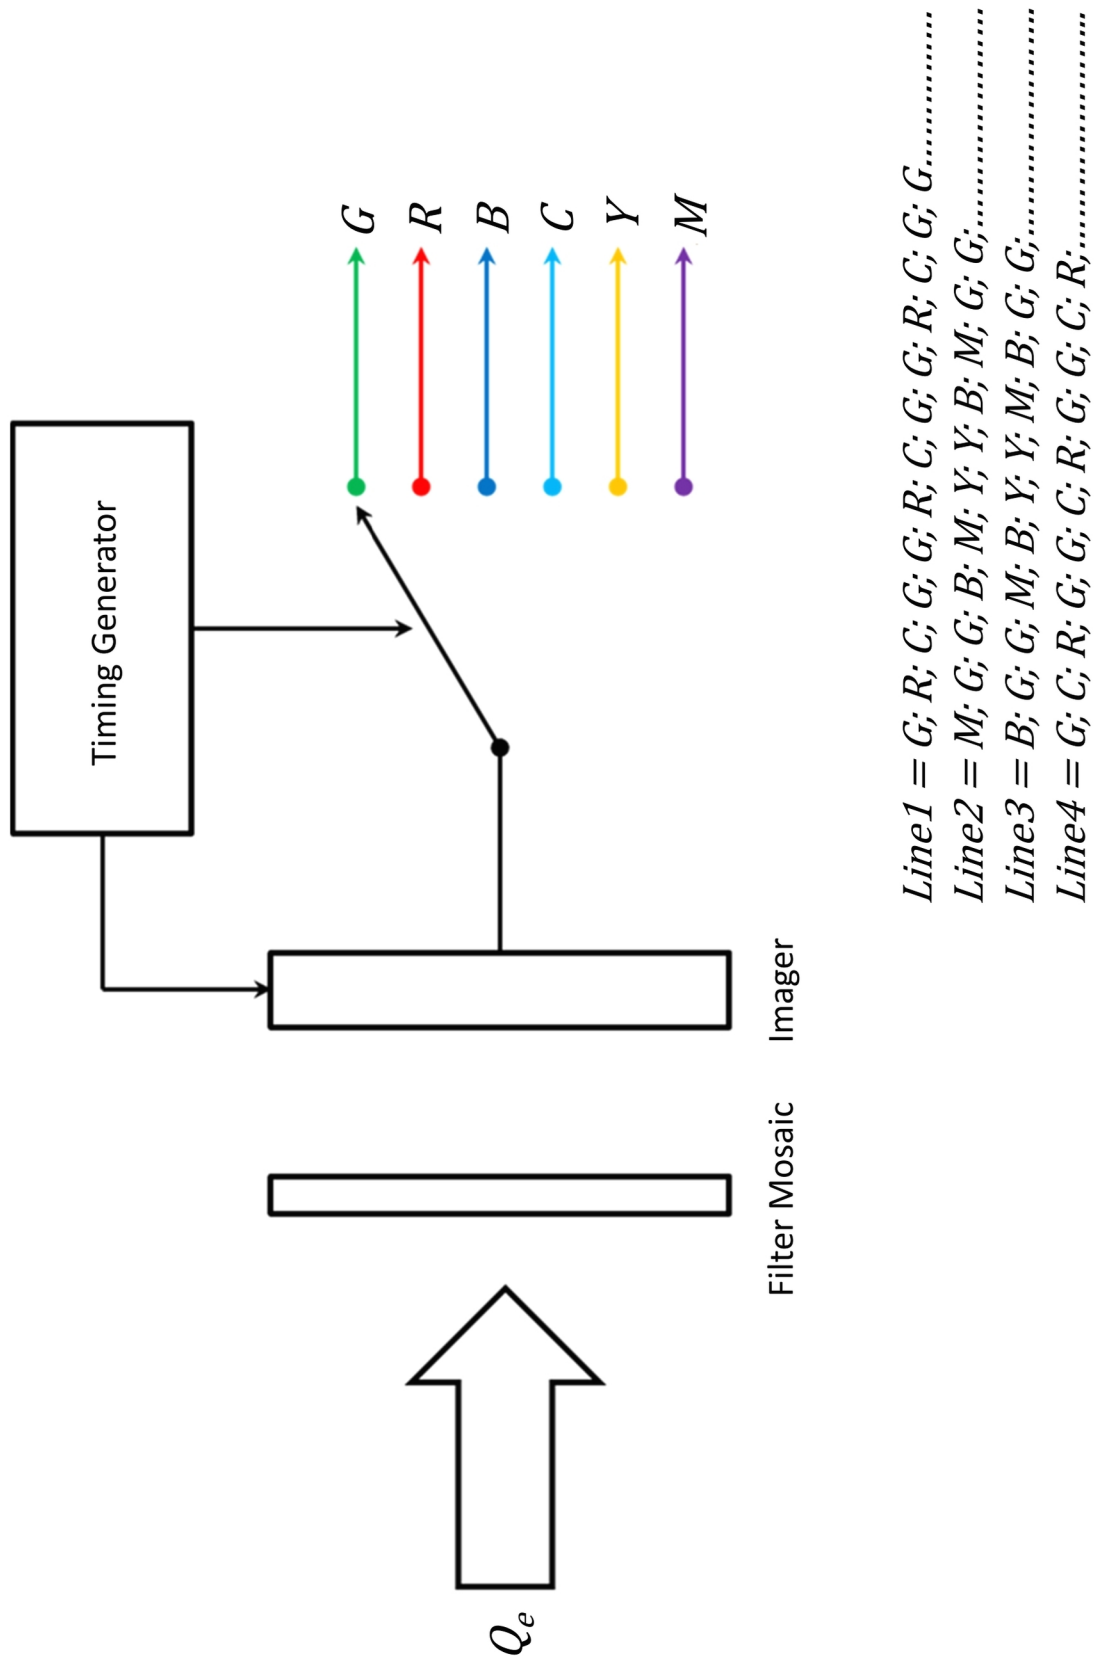 Timing Generator
G
R
B
C
Y
M
Q_e
Filter Mosaic
Imager
Line1 = G; R; C; G; G; R; C; G; G; R; C; G; G...............
Line2 = M; G; G; B; M; Y; Y; B; M; G; G;.....................
Line3 = B; G; G; M; B; Y; Y; M; B; G; G;.....................
Line4 = G; C; R; G; G; C; R; G; G; C; R;.....................